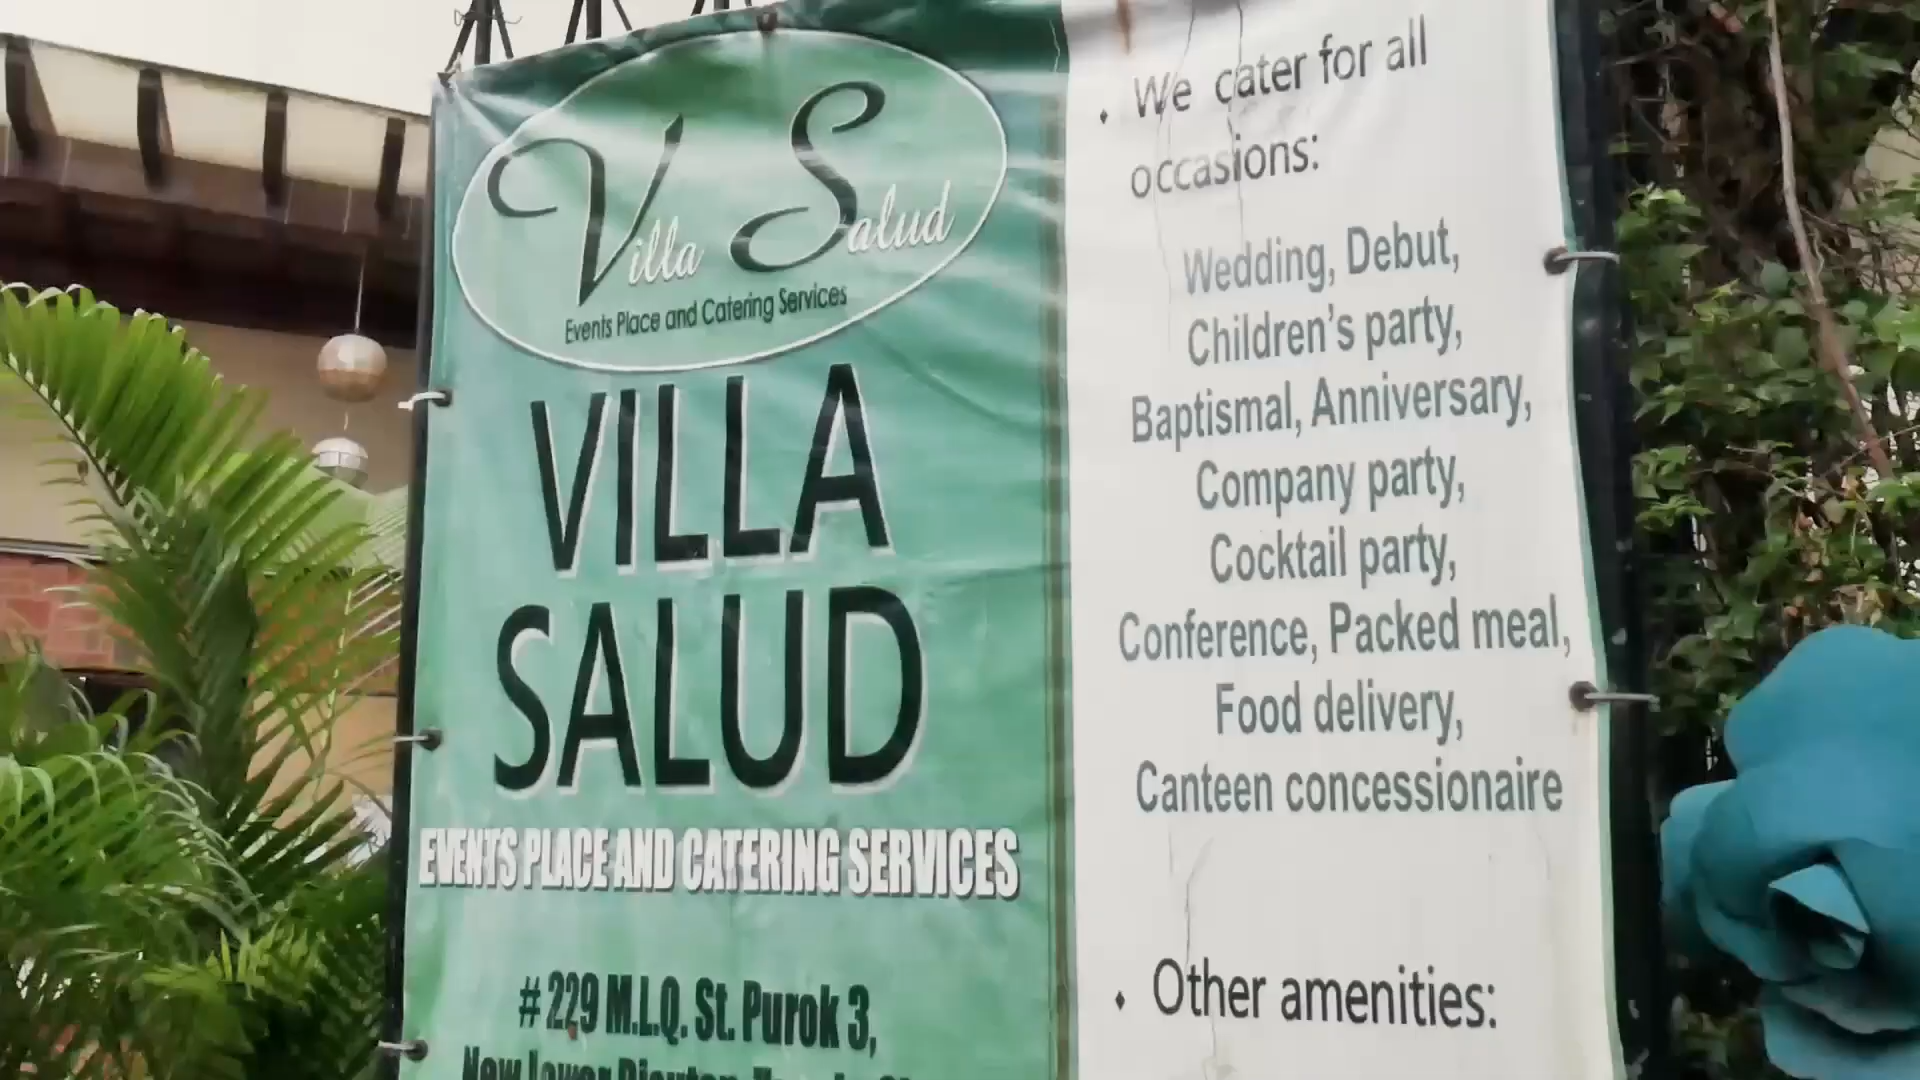 Villa Salud
Events Place and Catering Services
VILLA
SALUD
EVENTS PLACE AND CATERING SERVICES
# 229 M.L.Q. St. Purok 3,
New Lower
• We cater for all
occasions:
Wedding, Debut,
Children's party,
Baptismal, Anniversary,
Company party,
Cocktail party,
Conference, Packed meal,
Food delivery,
Canteen concessionaire
• Other amenities: